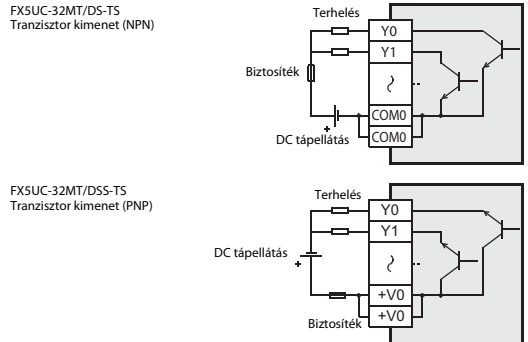 FX5UC-32MT/DS-TS
Tranzisztor kimenet (NPN)
Terhelés
Y0
Y1
Biztosíték
COM0
COM0
+
DC tápellátás
FX5UC-32MT/DSS-TS
Tranzisztor kimenet (PNP)
Terhelés
Y0
Y1
DC tápellátás
+
+V0
+V0
Biztosíték